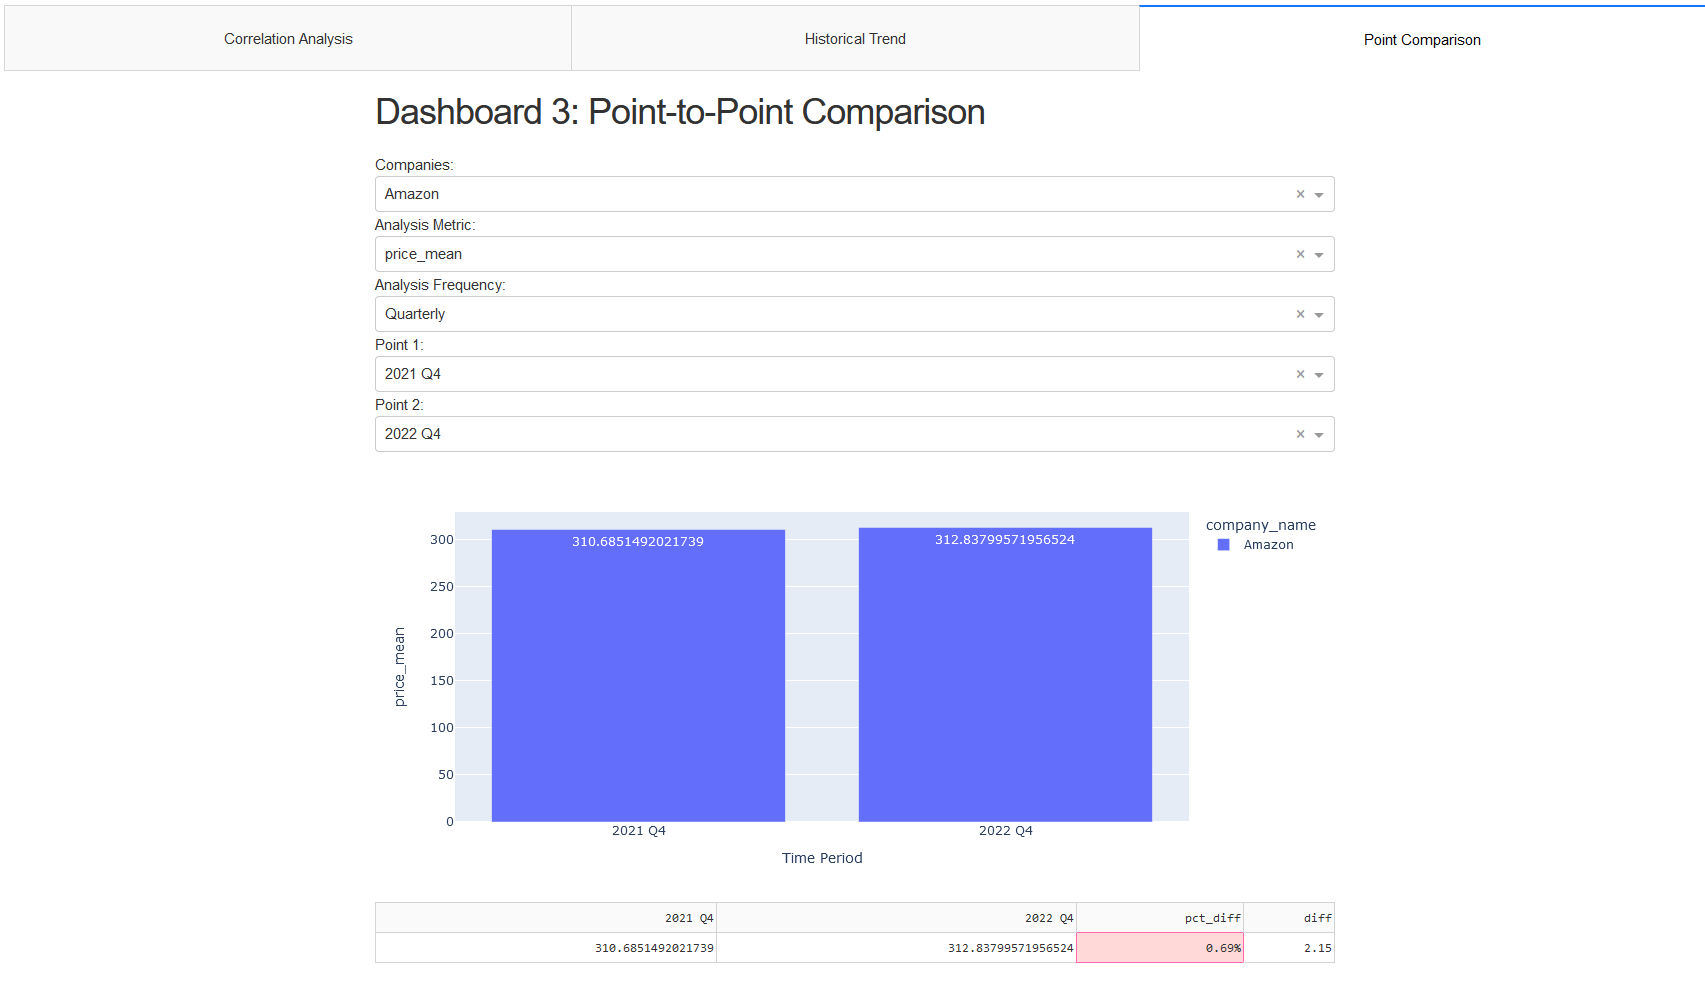 Correlation Analysis
Historical Trend
Point Comparison
Dashboard 3: Point-to-Point Comparison
Companies:
Amazon
Analysis Metric:
price_mean
Analysis Frequency:
Quarterly
Point 1:
2021 Q4
Point 2:
2022 Q4
310.6851492021739
312.83799571956524
company_name
Amazon
300
250
200
150
100
50
0
price_mean
2021 Q4
2022 Q4
Time Period
2021 Q4 2022 Q4 pct_diff diff
310.6851492021739 312.83799571956524 0.69% 2.15